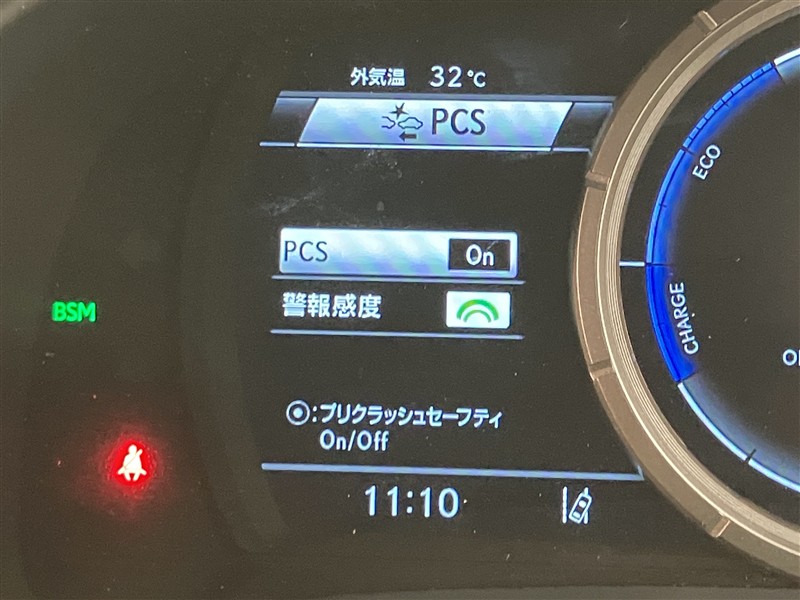 外気温 32℃
PCS
PCS On
警報感度
BSM
:プリクラッシュセーフティ
On/Off
11:10
ECO
CHARGE